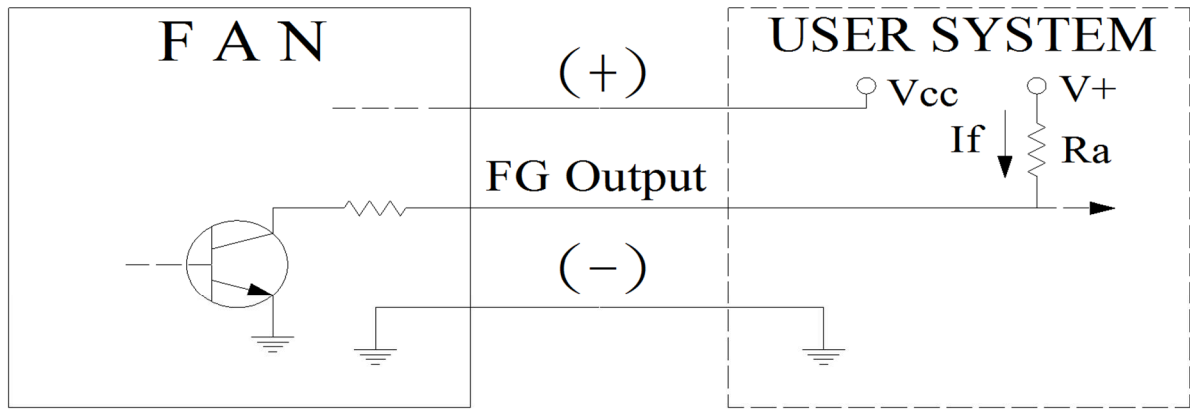 F A N
USER SYSTEM
(+)
Vcc
V+
If
Ra
FG Output
(-)